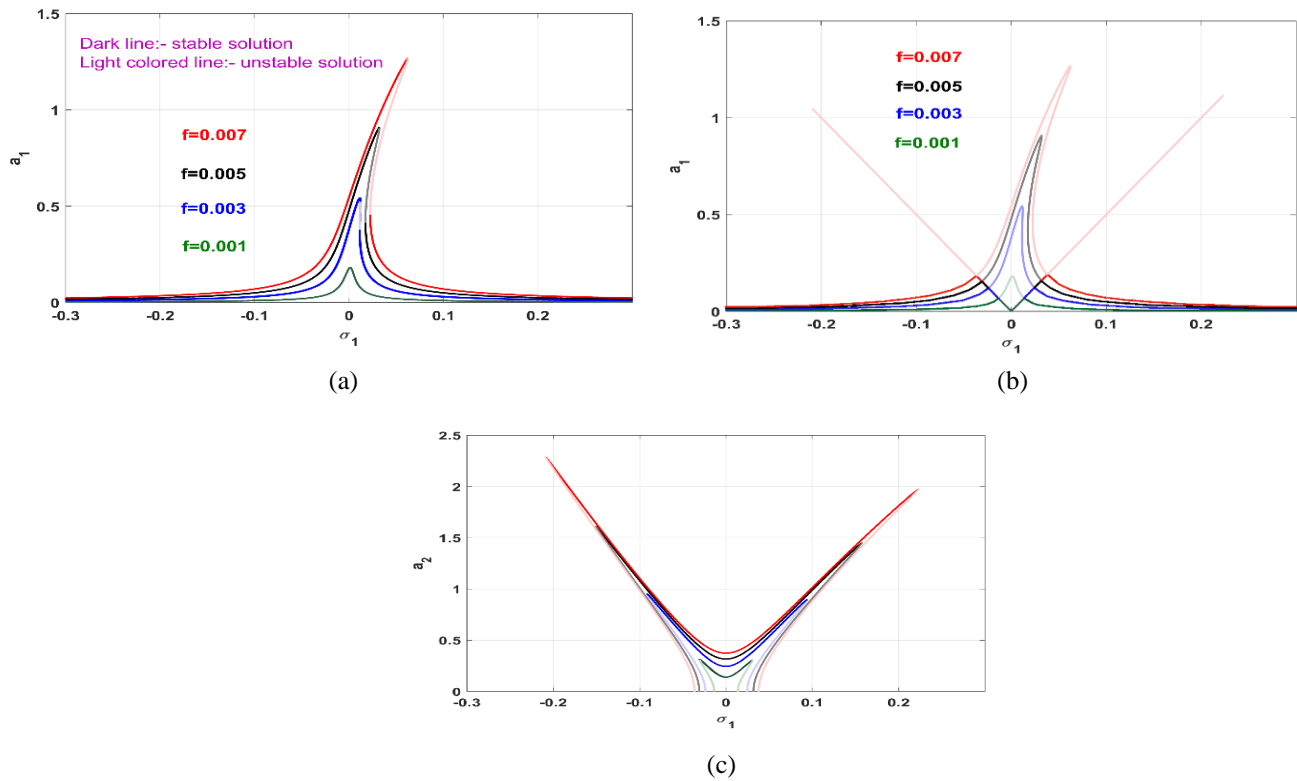 1.5
1
0.5
0
a1
Dark line:- stable solution
Light colored line:- unstable solution
f=0.007
f=0.005
f=0.003
f=0.001
-0.3 -0.2 -0.1 0 0.1 0.2
σ1
(a)
1.5
1
0.5
0
a1
f=0.007
f=0.005
f=0.003
f=0.001
-0.3 -0.2 -0.1 0 0.1 0.2
σ1
(b)
2.5
2
1.5
1
0.5
0
a2
-0.3 -0.2 -0.1 0 0.1 0.2
σ1
(c)